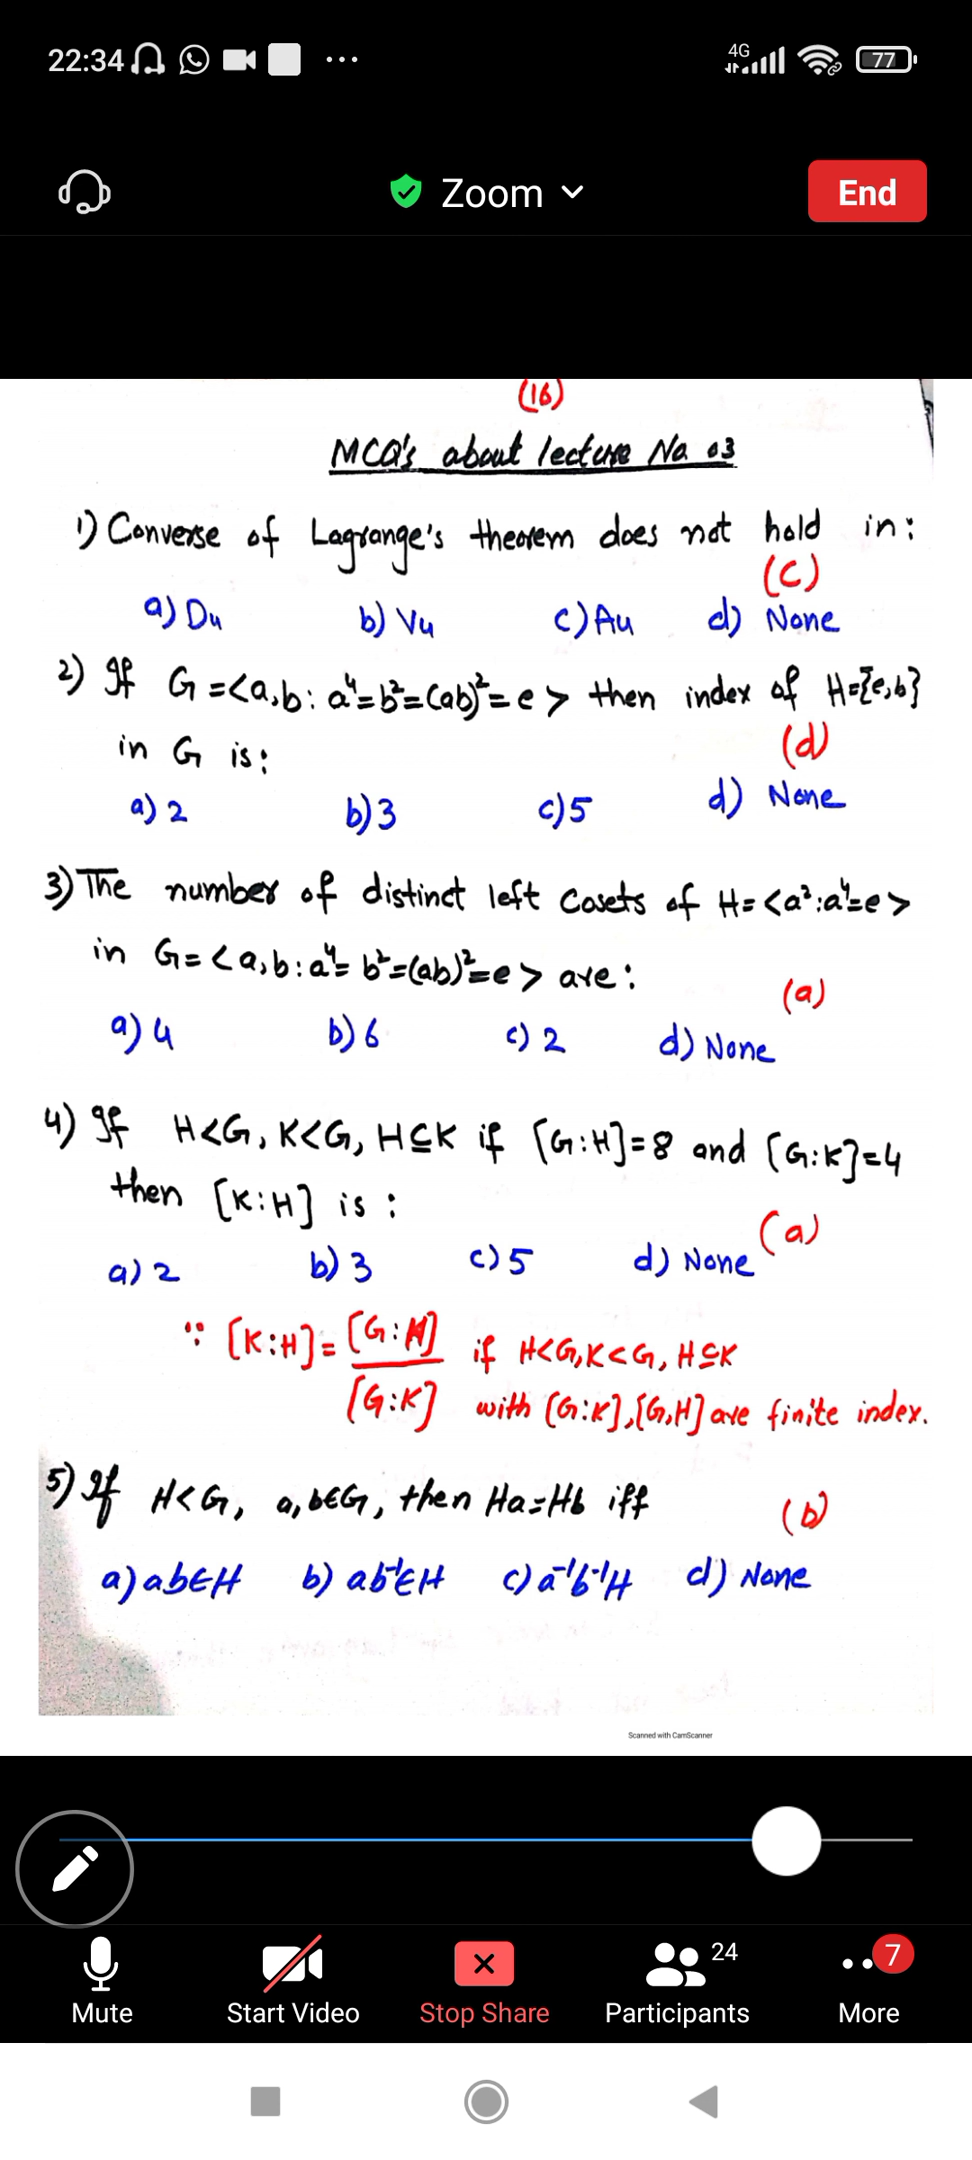 22:34 ... 4G 77
Zoom End
(16)
MCQ's about lecture No 03
1) Converse of Lagrange's theorem does not hold in:
(C)
a) D4 b) V4 c) A4 d) None
2) If G = <a,b : a⁴=b²=(ab)²=e> then index of H={e,b}
in G is: (d)
a) 2 b) 3 c) 5 d) None
3) The number of distinct left Cosets of H=<a²:a⁴=e>
in G=<a,b:a⁴=b²=(ab)²=e> are:
(a)
a) 4 b) 6 c) 2 d) None
4) If H<G, K<G, H⊆K if [G:H]=8 and [G:K]=4
then [K:H] is:
(a)
a) 2 b) 3 c) 5 d) None
∵ [K:H]=[G:H]/[G:K] if H<G,K<G,H⊆K
with [G:K],[G,H] are finite index.
5) If H<G, a,b∈G, then Ha=Hb iff (b)
a) ab∈H b) ab⁻¹∈H c) a⁻¹b⁻¹H d) None
Scanned with CamScanner
24 7
Mute Start Video Stop Share Participants More